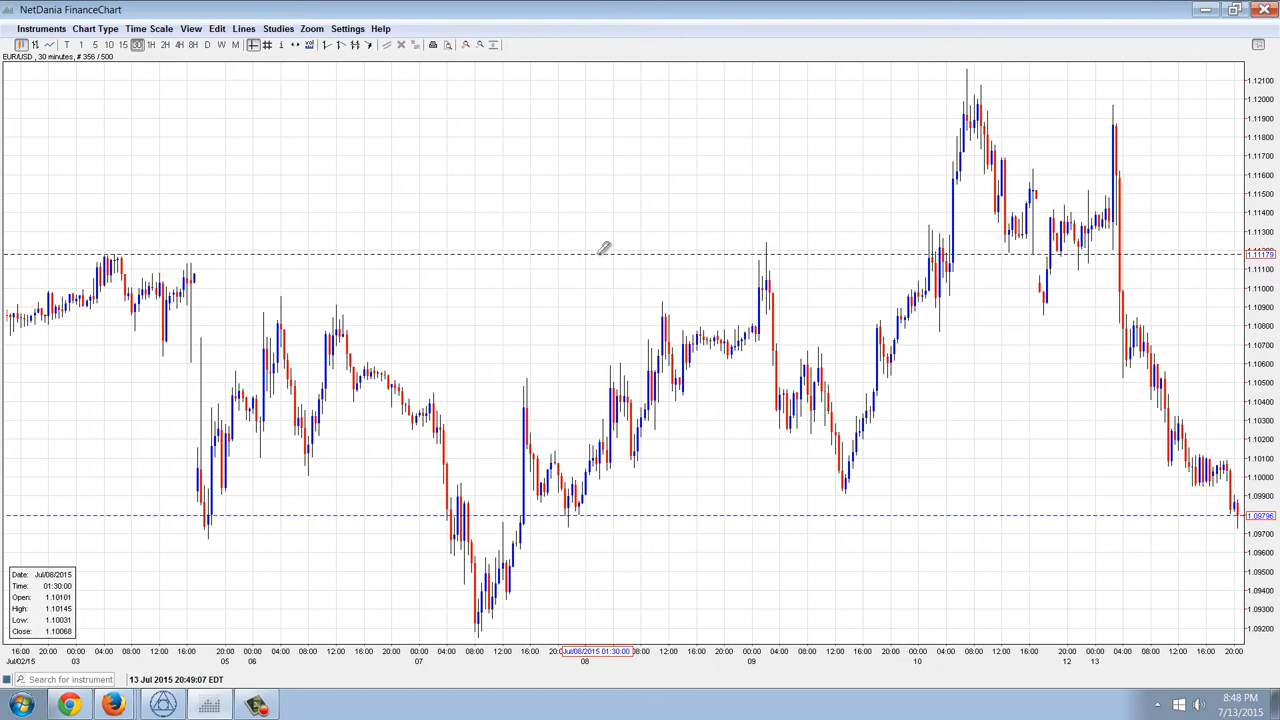 NetDania FinanceChart
Instruments Chart Type Time Scale View Edit Lines Studies Zoom Settings Help
T 1 5 10 15 30 1H 2H 4H 8H D W M
EUR/USD , 30 minutes, # 356 / 500
1.12100
1.12000
1.11900
1.11800
1.11700
1.11600
1.11500
1.11400
1.11300
1.11179
1.11100
1.11000
1.10900
1.10800
1.10700
1.10600
1.10500
1.10400
1.10300
1.10200
1.10100
1.10000
1.09900
1.09796
1.09700
1.09600
1.09500
1.09400
1.09300
1.09200
Date: Jul/08/2015
Time: 01:30:00
Open: 1.10101
High: 1.10145
Low: 1.10031
Close: 1.10068
16:00 20:00 00:00 04:00 08:00 12:00 16:00 20:00 00:00 04:00 08:00 12:00 16:00 20:00 00:00 04:00 08:00 12:00 16:00 Jul/08/2015 01:30:00 08:00 12:00 16:00 20:00 00:00 04:00 08:00 12:00 16:00 20:00 00:00 04:00 08:00 12:00 16:00 20:00 00:00 04:00 08:00 12:00 16:00 20:00
Jul/02/15 03 05 06 07 08 09 10 12 13
Search for instrument 13 Jul 2015 20:49:07 EDT
8:48 PM
7/13/2015